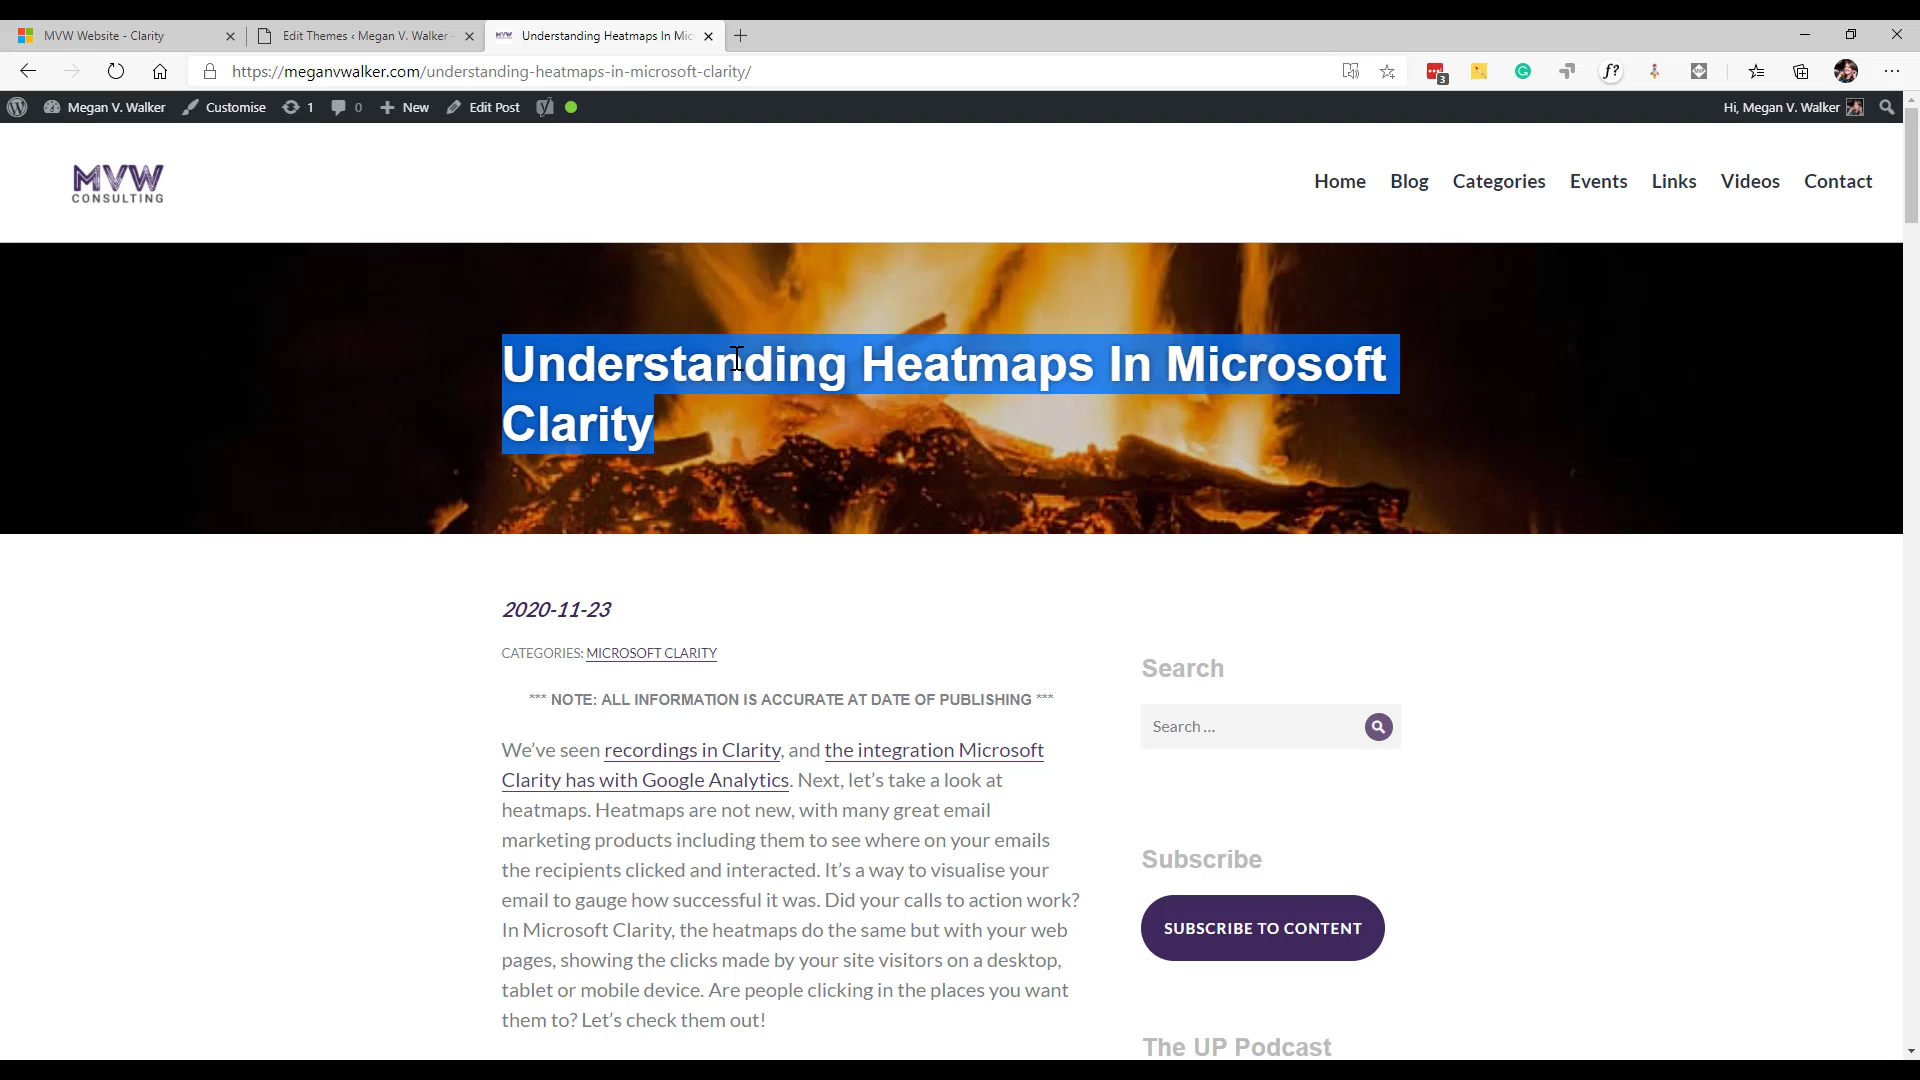 MVW Website - Clarity
Edit Themes ‹ Megan V. Walker -
Understanding Heatmaps In Mic
https://meganvwalker.com/understanding-heatmaps-in-microsoft-clarity/
3
f?
Megan V. Walker
Customise
1
0
New
Edit Post
Hi, Megan V. Walker
MVW
CONSULTING
Home
Blog
Categories
Events
Links
Videos
Contact
Understanding Heatmaps In Microsoft
Clarity
2020-11-23
CATEGORIES: MICROSOFT CLARITY
*** NOTE: ALL INFORMATION IS ACCURATE AT DATE OF PUBLISHING ***
We’ve seen recordings in Clarity, and the integration Microsoft
Clarity has with Google Analytics. Next, let’s take a look at
heatmaps. Heatmaps are not new, with many great email
marketing products including them to see where on your emails
the recipients clicked and interacted. It’s a way to visualise your
email to gauge how successful it was. Did your calls to action work?
In Microsoft Clarity, the heatmaps do the same but with your web
pages, showing the clicks made by your site visitors on a desktop,
tablet or mobile device. Are people clicking in the places you want
them to? Let’s check them out!
Search
Search …
Subscribe
SUBSCRIBE TO CONTENT
The UP Podcast